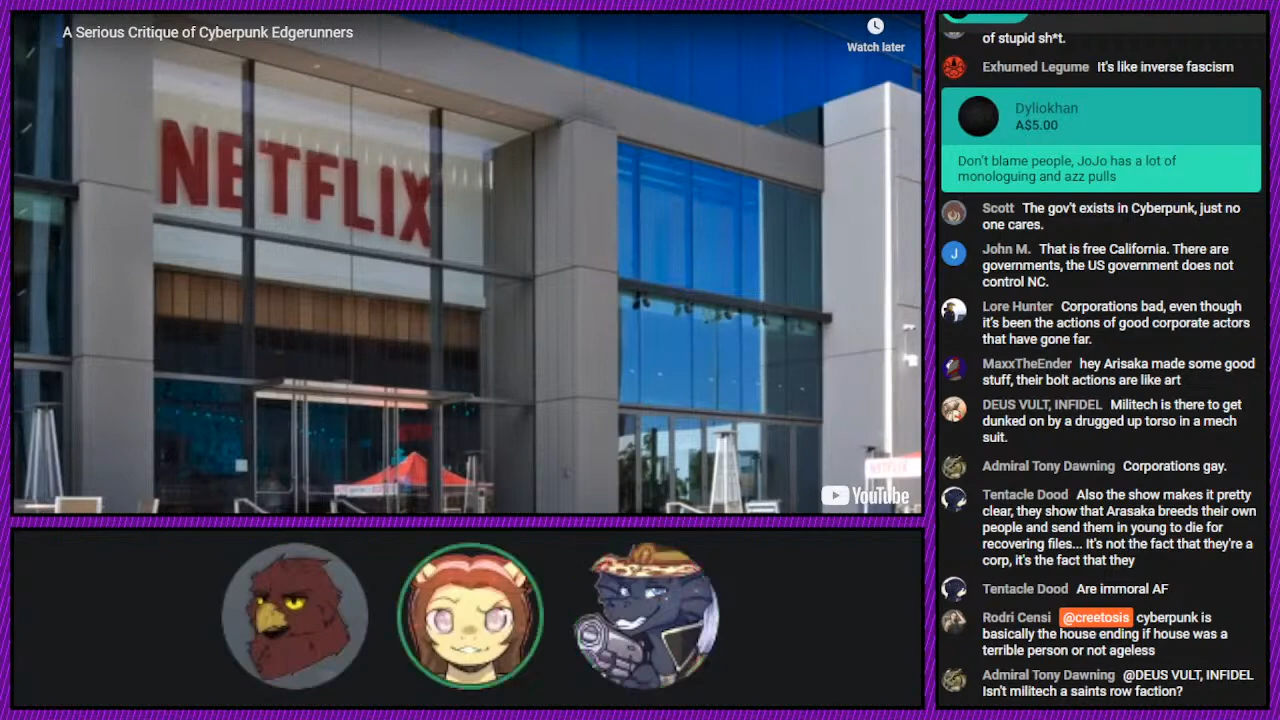 A Serious Critique of Cyberpunk Edgerunners
Watch later
NETFLIX
NETFLIX
YouTube
of stupid sh*t.
Exhumed Legume It's like inverse fascism
Dyliokhan
A$5.00
Don't blame people, JoJo has a lot of
monologuing and azz pulls
Scott The gov't exists in Cyberpunk, just no
one cares.
J
John M. That is free California. There are
governments, the US government does not
control NC.
Lore Hunter Corporations bad, even though
it's been the actions of good corporate actors
that have gone far.
MaxxTheEnder hey Arisaka made some good
stuff, their bolt actions are like art
DEUS VULT, INFIDEL Militech is there to get
dunked on by a drugged up torso in a mech
suit.
Admiral Tony Dawning Corporations gay.
Tentacle Dood Also the show makes it pretty
clear, they show that Arasaka breeds their own
people and send them in young to die for
recovering files... It's not the fact that they're a
corp, it's the fact that they
Tentacle Dood Are immoral AF
Rodri Censi @creetosis cyberpunk is
basically the house ending if house was a
terrible person or not ageless
Admiral Tony Dawning @DEUS VULT, INFIDEL
Isn't militech a saints row faction?